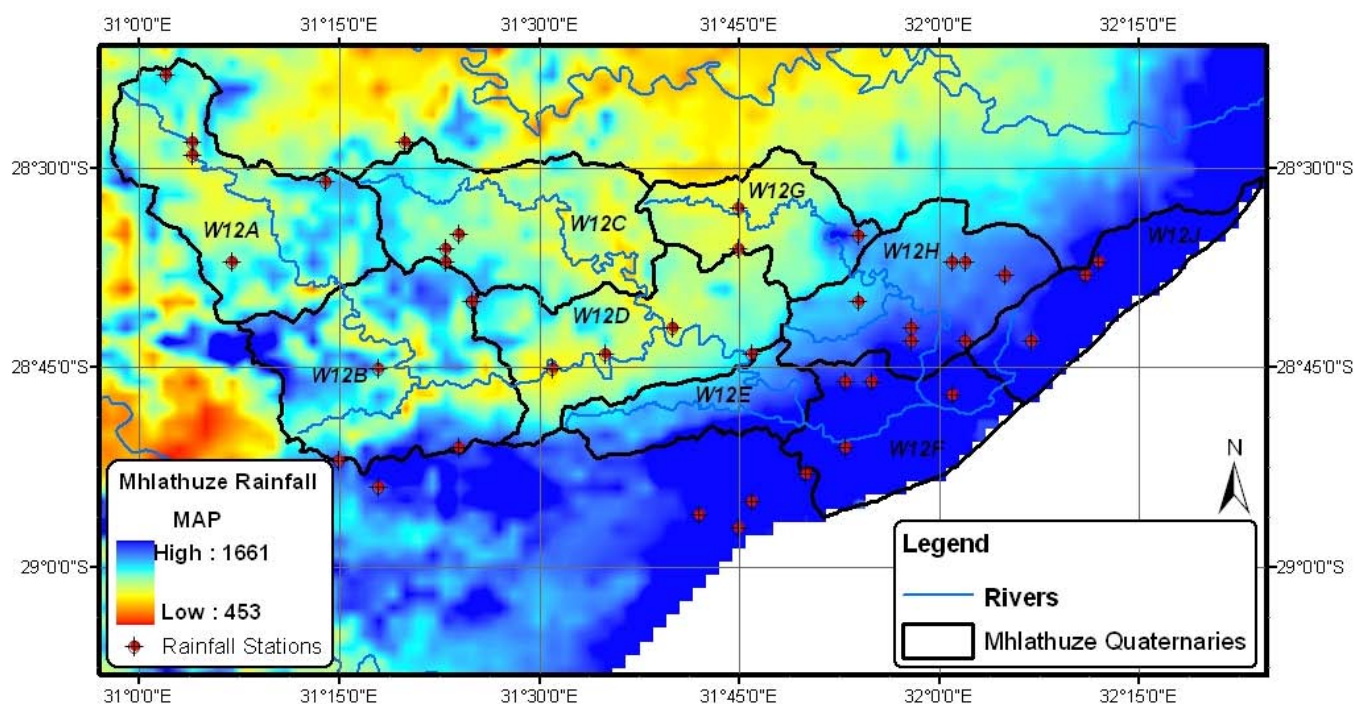 31°0'0"E 31°15'0"E 31°30'0"E 31°45'0"E 32°0'0"E 32°15'0"E
28°30'0"S 28°30'0"S
W12G
W12A W12C W12H W12J
W12D
28°45'0"S 28°45'0"S
W12B W12E
W12F
N
Mhlathuze Rainfall
MAP
High : 1661
Low : 453
Rainfall Stations
Legend
Rivers
Mhlathuze Quaternaries
29°0'0"S 29°0'0"S
31°0'0"E 31°15'0"E 31°30'0"E 31°45'0"E 32°0'0"E 32°15'0"E